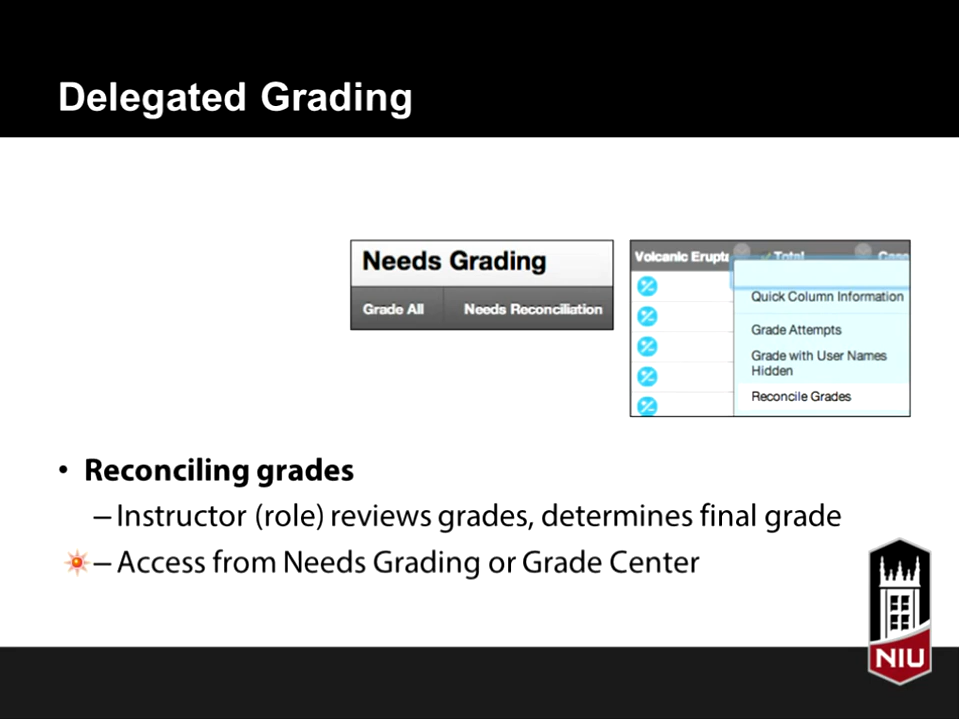 Delegated Grading
Needs Grading
Grade All Needs Reconciliation
Volcanic Erupt Total
Quick Column Information
Grade Attempts
Grade with User Names
Hidden
Reconcile Grades
• Reconciling grades
– Instructor (role) reviews grades, determines final grade
– Access from Needs Grading or Grade Center
NIU